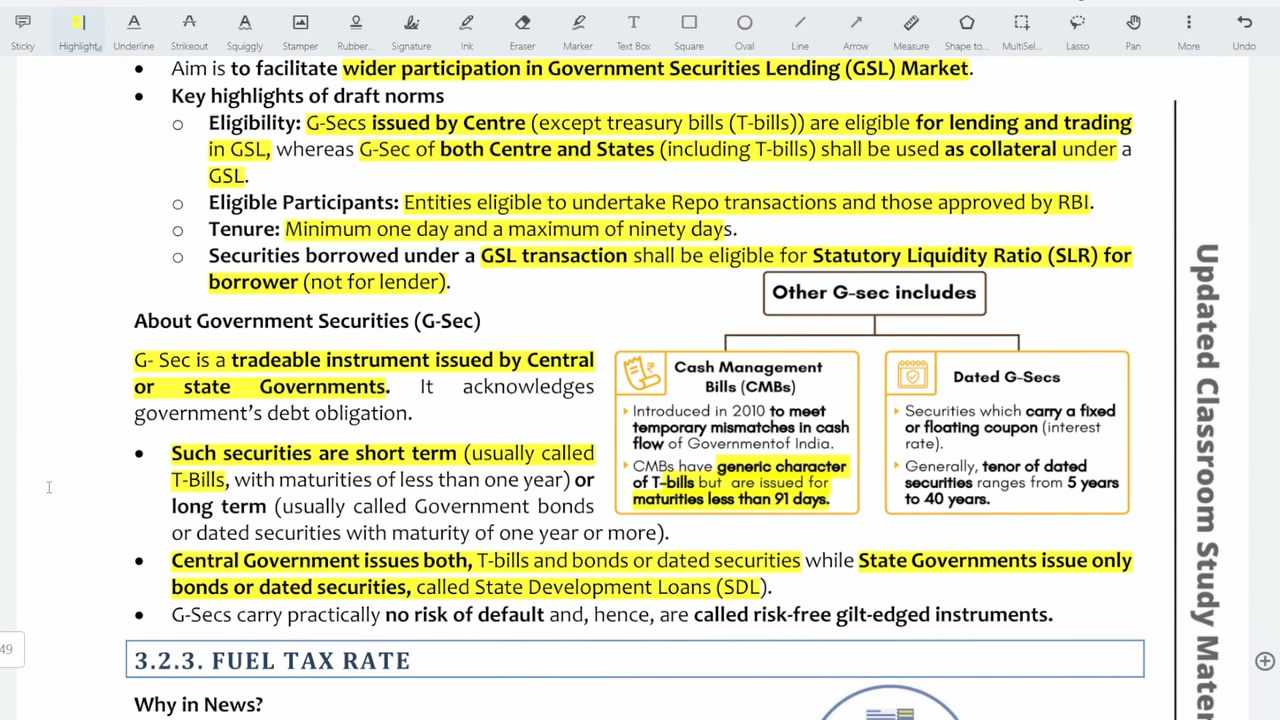 Sticky
Highlight
Underline
Strikeout
Squiggly
Stamper
Rubber...
Signature
Ink
Eraser
Marker
Text Box
Square
Oval
Line
Arrow
Measure
Shape to...
MultiSel...
Lasso
Pan
More
Undo
• Aim is to facilitate wider participation in Government Securities Lending (GSL) Market.
• Key highlights of draft norms
o Eligibility: G-Secs issued by Centre (except treasury bills (T-bills)) are eligible for lending and trading
in GSL, whereas G-Sec of both Centre and States (including T-bills) shall be used as collateral under a
GSL.
o Eligible Participants: Entities eligible to undertake Repo transactions and those approved by RBI.
o Tenure: Minimum one day and a maximum of ninety days.
o Securities borrowed under a GSL transaction shall be eligible for Statutory Liquidity Ratio (SLR) for
borrower (not for lender).
About Government Securities (G-Sec)
G- Sec is a tradeable instrument issued by Central
or state Governments. It acknowledges
government's debt obligation.
• Such securities are short term (usually called
T-Bills, with maturities of less than one year) or
long term (usually called Government bonds
or dated securities with maturity of one year or more).
Other G-sec includes
Cash Management
Bills (CMBs)
Introduced in 2010 to meet
temporary mismatches in cash
flow of Governmentof India.
CMBs have generic character
of T-bills but are issued for
maturities less than 91 days.
Dated G-Secs
Securities which carry a fixed
or floating coupon (interest
rate).
Generally, tenor of dated
securities ranges from 5 years
to 40 years.
• Central Government issues both, T-bills and bonds or dated securities while State Governments issue only
bonds or dated securities, called State Development Loans (SDL).
• G-Secs carry practically no risk of default and, hence, are called risk-free gilt-edged instruments.
49
3.2.3. FUEL TAX RATE
Why in News?
Updated Classroom Study Mater